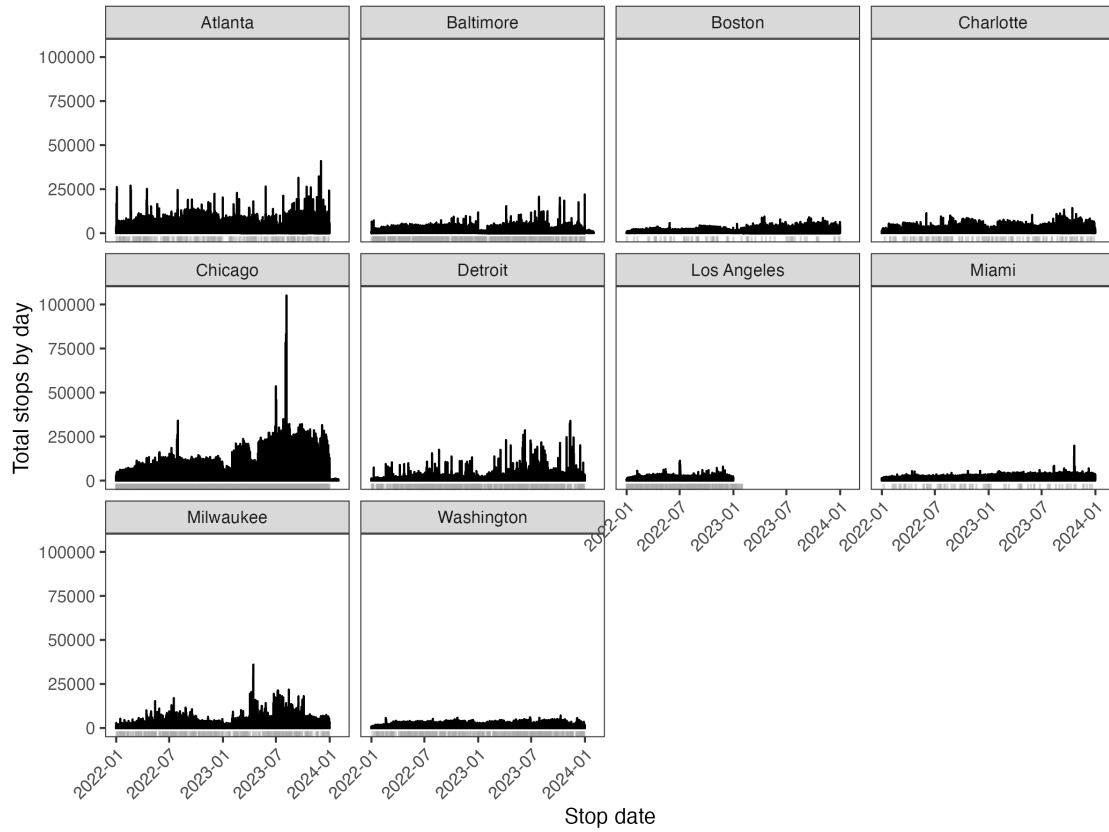 Atlanta Baltimore Boston Charlotte
100000
75000
50000
25000
0
Chicago Detroit Los Angeles Miami
100000
75000
50000
25000
0
2022-01 2022-07 2023-01 2023-07 2024-01 2022-01 2022-07 2023-01 2023-07 2024-01
Milwaukee Washington
100000
75000
50000
25000
0
2022-01 2022-07 2023-01 2023-07 2024-01 2022-01 2022-07 2023-01 2023-07 2024-01
Total stops by day
Stop date